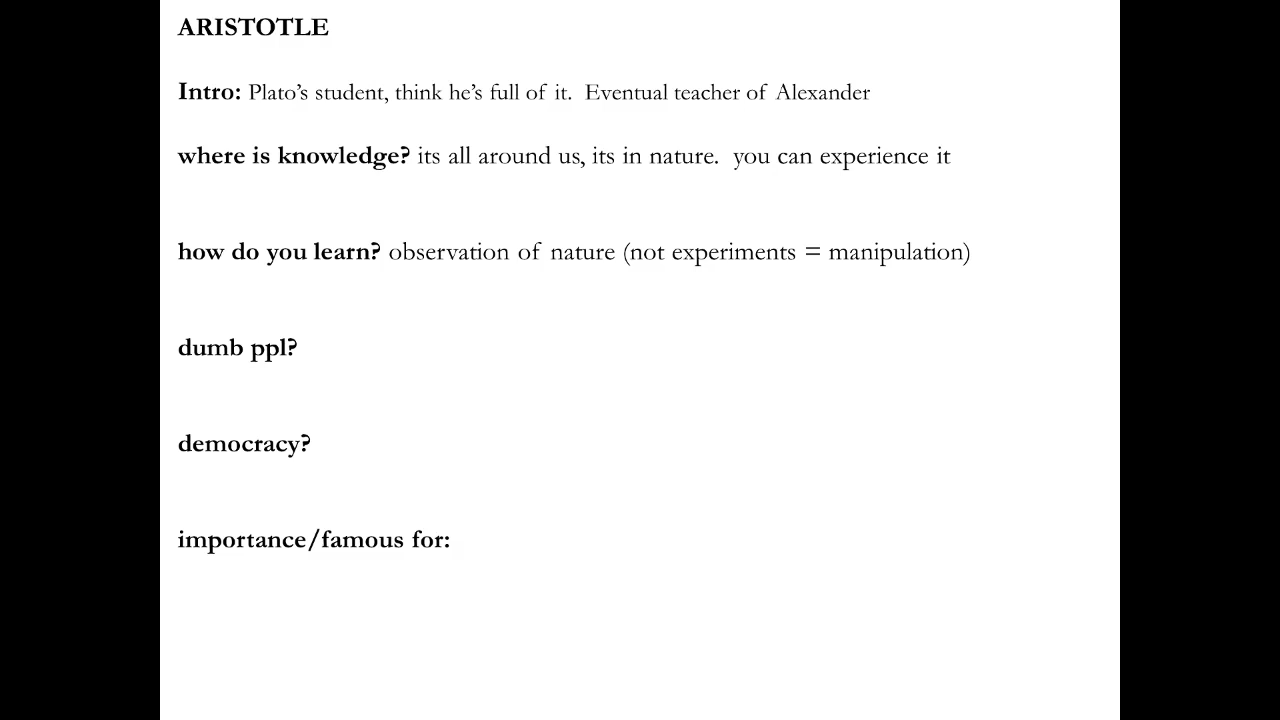 ARISTOTLE
Intro: Plato’s student, think he’s full of it. Eventual teacher of Alexander
where is knowledge? its all around us, its in nature. you can experience it
how do you learn? observation of nature (not experiments = manipulation)
dumb ppl?
democracy?
importance/famous for: